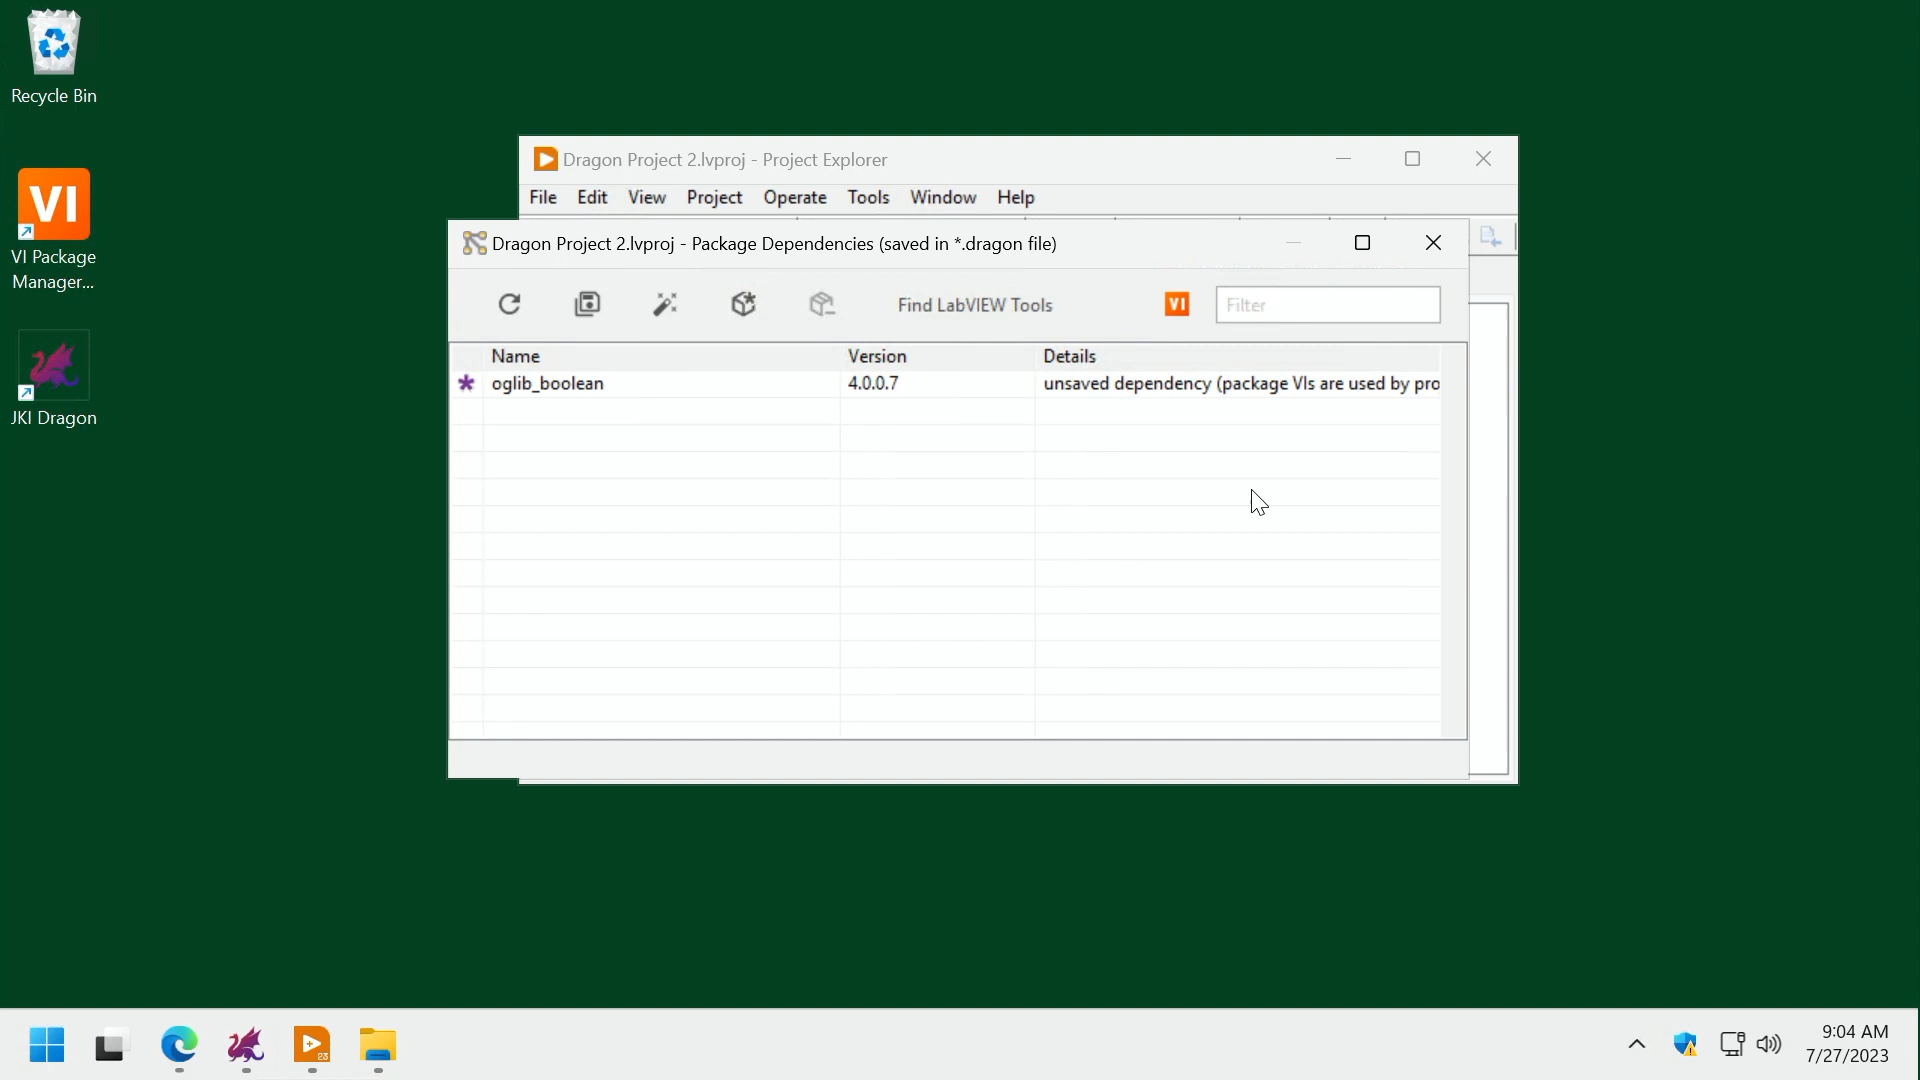 Recycle Bin
VI
VI Package
Manager...
JKI Dragon
Dragon Project 2.lvproj - Project Explorer
File Edit View Project Operate Tools Window Help
Dragon Project 2.lvproj - Package Dependencies (saved in *.dragon file)
Find LabVIEW Tools
VI
Filter
Name Version Details
* oglib_boolean 4.0.0.7 unsaved dependency (package VIs are used by pro
23
9:04 AM
7/27/2023